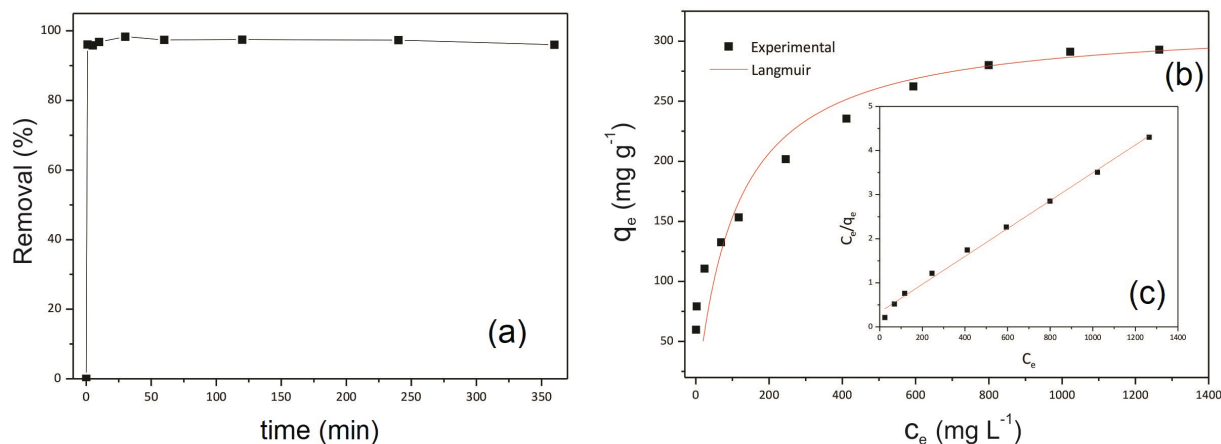 100
80
60
40
20
0
Removal (%)
(a)
0 50 100 150 200 250 300 350
time (min)
300
250
200
150
100
50
qₑ (mg g⁻¹)
Experimental
Langmuir
(b)
5
4
3
2
1
0
Cₑ/qₑ
(c)
0 200 400 600 800 1000 1200 1400
Cₑ
0 200 400 600 800 1000 1200 1400
cₑ (mg L⁻¹)